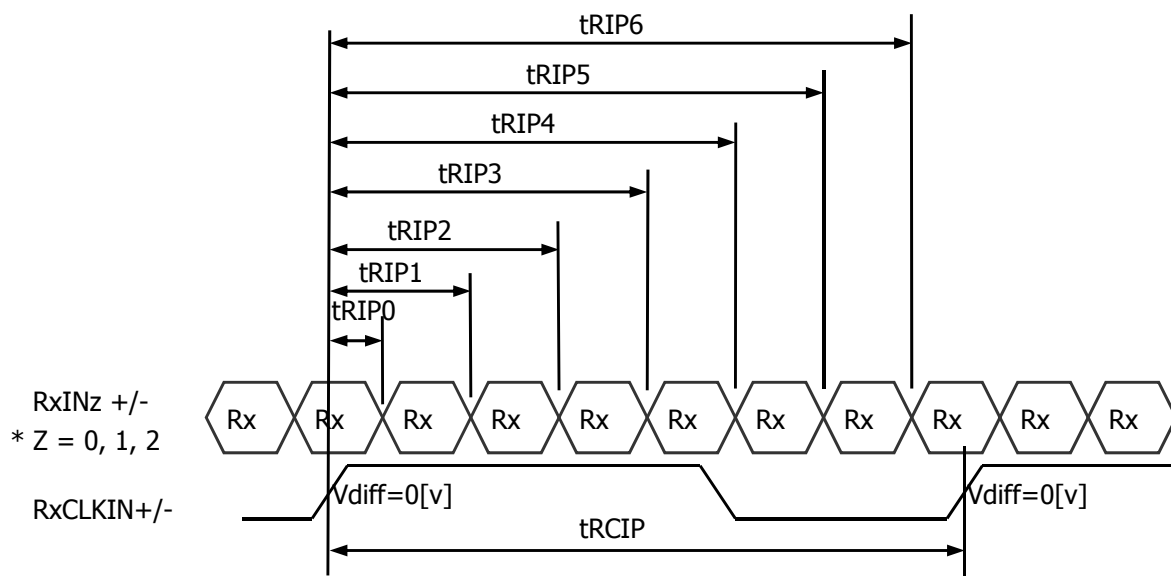 tRIP6
tRIP5
tRIP4
tRIP3
tRIP2
tRIP1
tRIP0
RxINz +/-
* Z = 0, 1, 2
Rx Rx Rx Rx Rx Rx Rx Rx Rx Rx Rx
RxCLKIN+/-
Vdiff=0[v] Vdiff=0[v]
tRCIP